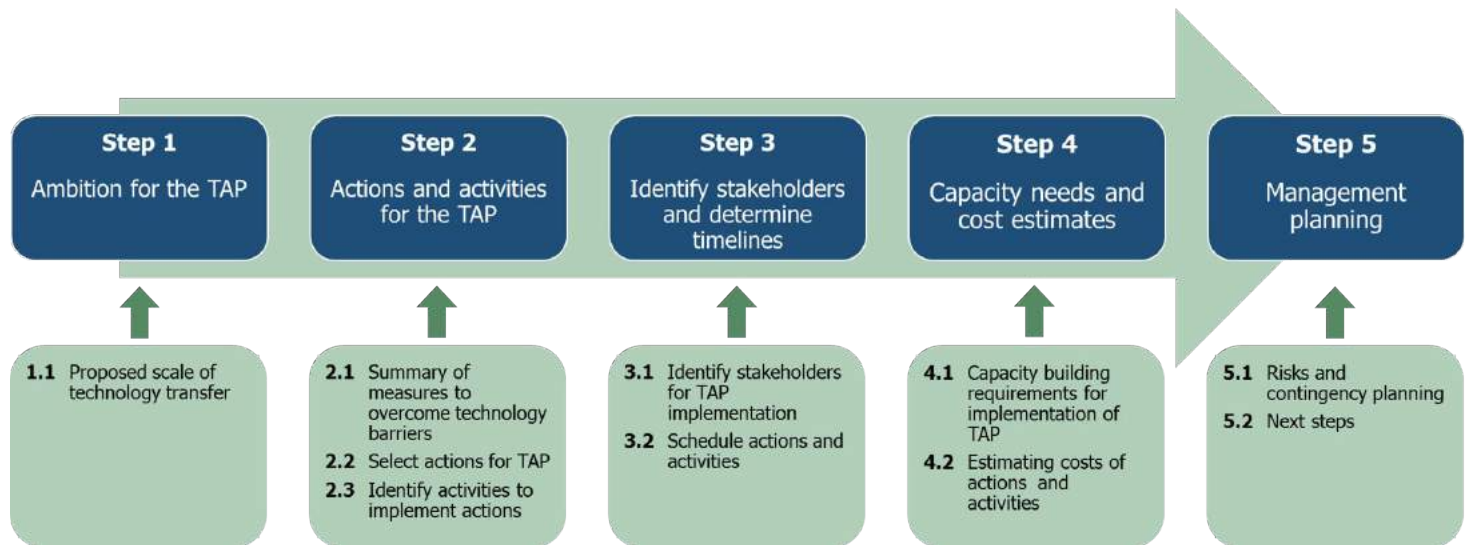 Step 1
Ambition for the TAP
Step 2
Actions and activities
for the TAP
Step 3
Identify stakeholders
and determine
timelines
Step 4
Capacity needs and
cost estimates
Step 5
Management
planning
1.1 Proposed scale of
technology transfer
2.1 Summary of
measures to
overcome technology
barriers
2.2 Select actions for TAP
2.3 Identify activities to
implement actions
3.1 Identify stakeholders
for TAP
implementation
3.2 Schedule actions and
activities
4.1 Capacity building
requirements for
implementation of
TAP
4.2 Estimating costs of
actions and
activities
5.1 Risks and
contingency planning
5.2 Next steps